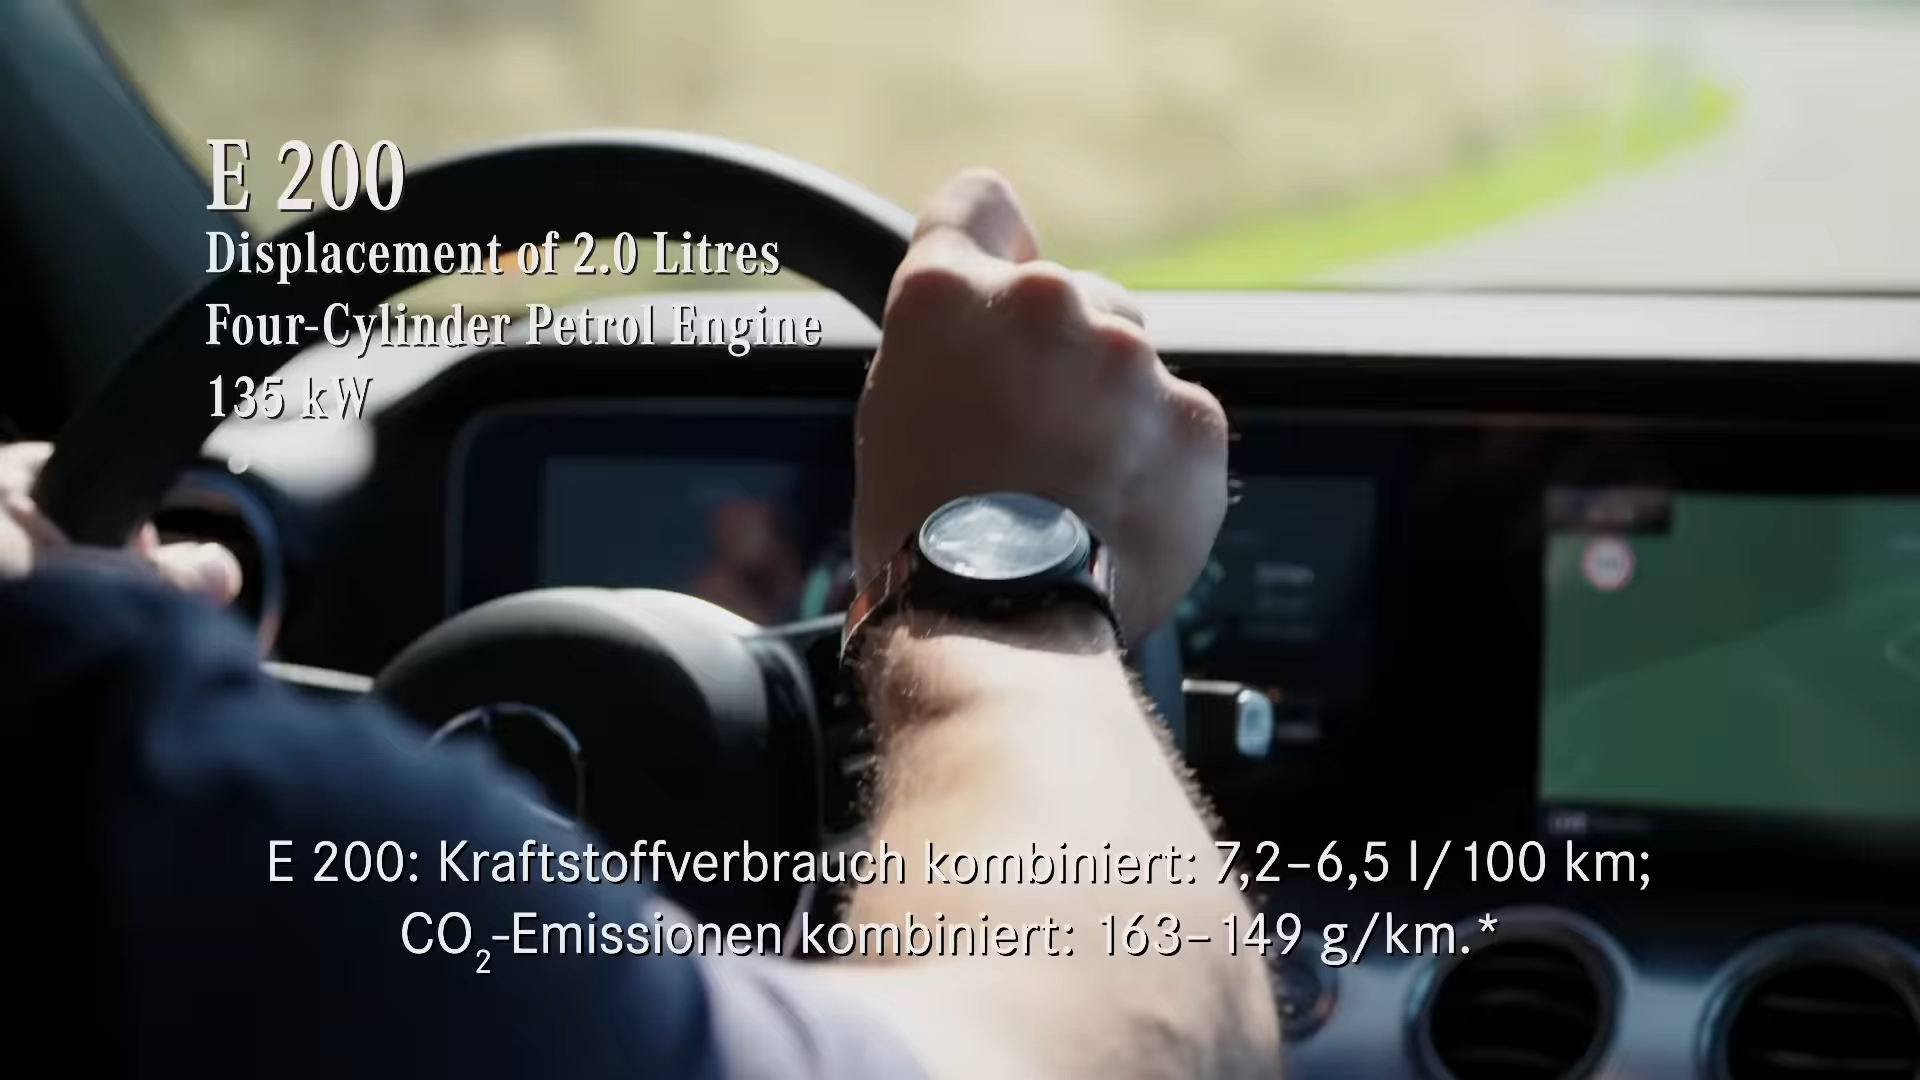 E 200
Displacement of 2.0 Litres
Four-Cylinder Petrol Engine
135 kW
E 200: Kraftstoffverbrauch kombiniert: 7,2–6,5 l/100 km;
CO₂-Emissionen kombiniert: 163–149 g/km.*